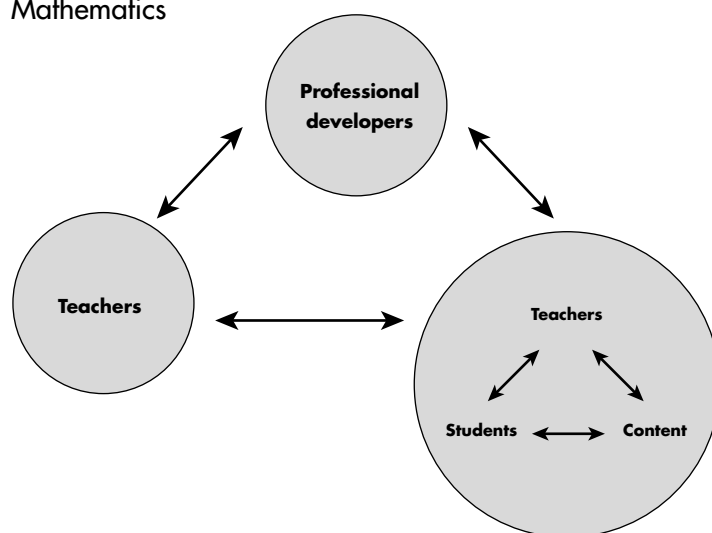 Mathematics
Professional
developers
Teachers
Teachers
Students
Content